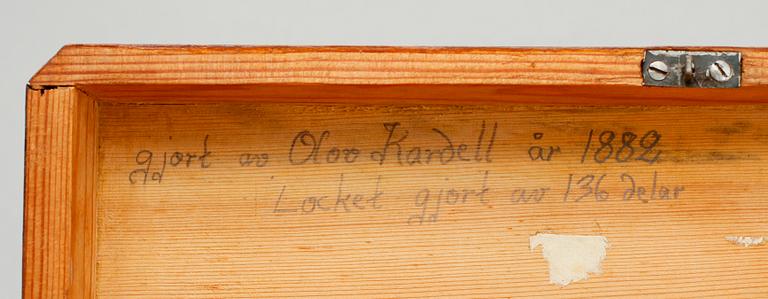 gjort av Olov Kardell år 1882
Locket gjort av 136 delar